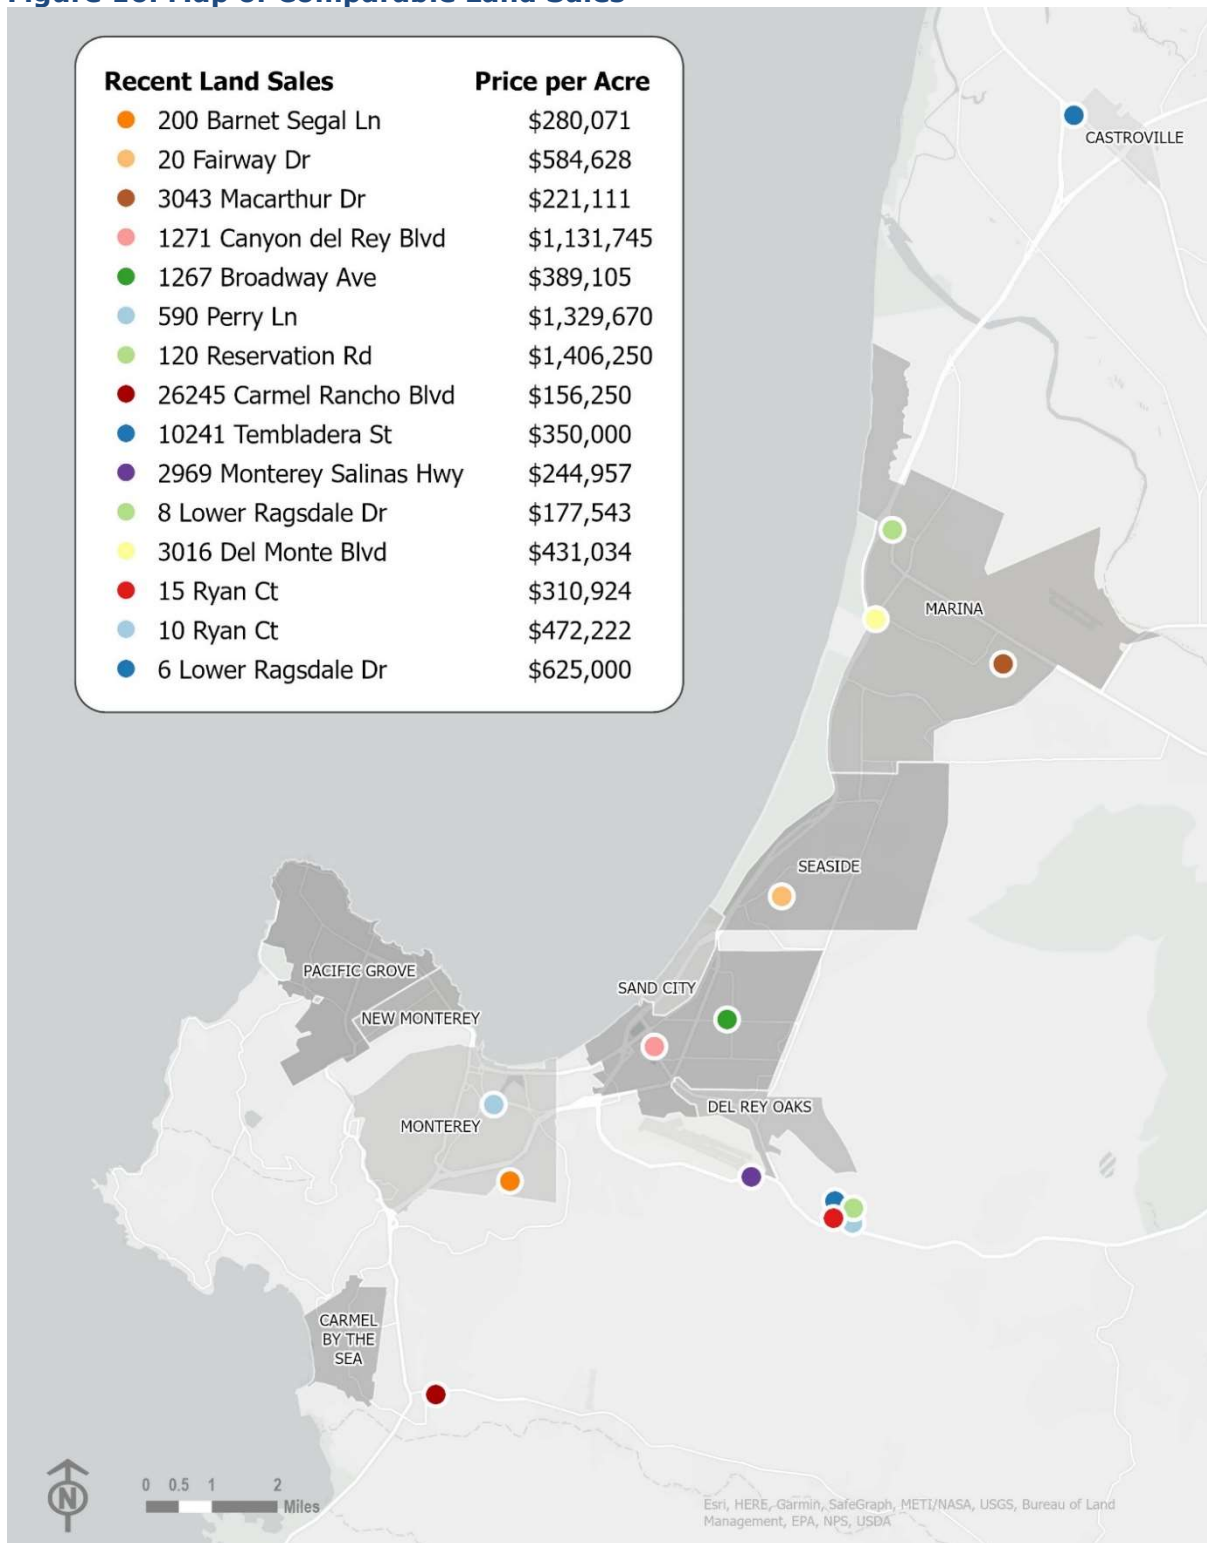 Figure 10. Map of Comparable Land Sales
Recent Land Sales Price per Acre
200 Barnet Segal Ln $280,071
20 Fairway Dr $584,628
3043 Macarthur Dr $221,111
1271 Canyon del Rey Blvd $1,131,745
1267 Broadway Ave $389,105
590 Perry Ln $1,329,670
120 Reservation Rd $1,406,250
26245 Carmel Rancho Blvd $156,250
10241 Tembladera St $350,000
2969 Monterey Salinas Hwy $244,957
8 Lower Ragsdale Dr $177,543
3016 Del Monte Blvd $431,034
15 Ryan Ct $310,924
10 Ryan Ct $472,222
6 Lower Ragsdale Dr $625,000
CASTROVILLE
MARINA
SEASIDE
PACIFIC GROVE
SAND CITY
NEW MONTEREY
DEL REY OAKS
MONTEREY
CARMEL
BY THE
SEA
N
0 0.5 1 2
Miles
Esri, HERE, Garmin, SafeGraph, METI/NASA, USGS, Bureau of Land
Management, EPA, NPS, USDA